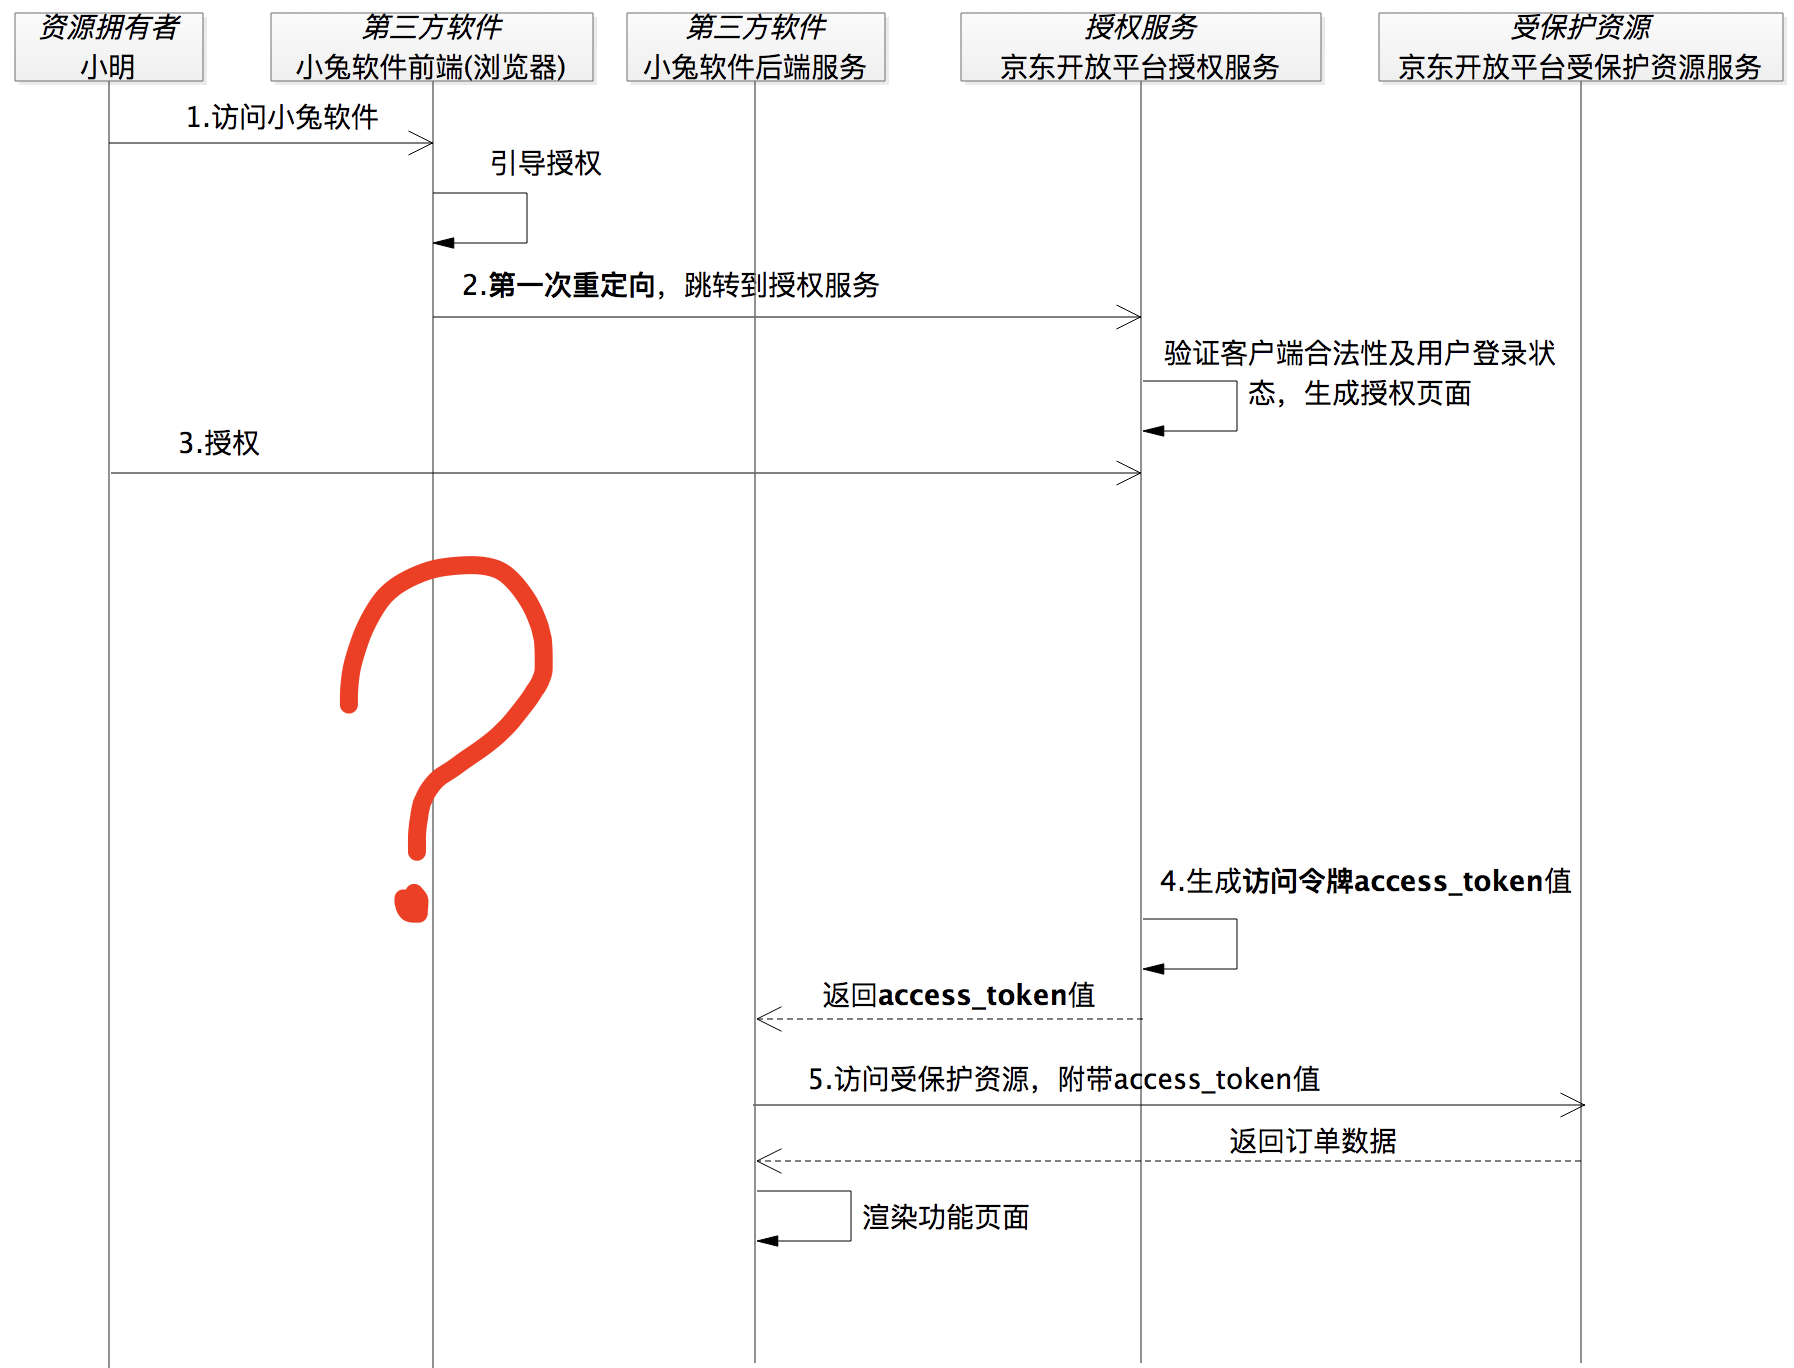 资源拥有者
小明
第三方软件
小兔软件前端(浏览器)
第三方软件
小兔软件后端服务
授权服务
京东开放平台授权服务
受保护资源
京东开放平台受保护资源服务
1.访问小兔软件
引导授权
2.第一次重定向，跳转到授权服务
验证客户端合法性及用户登录状
态，生成授权页面
3.授权
?
4.生成访问令牌access_token值
返回access_token值
5.访问受保护资源，附带access_token值
返回订单数据
渲染功能页面